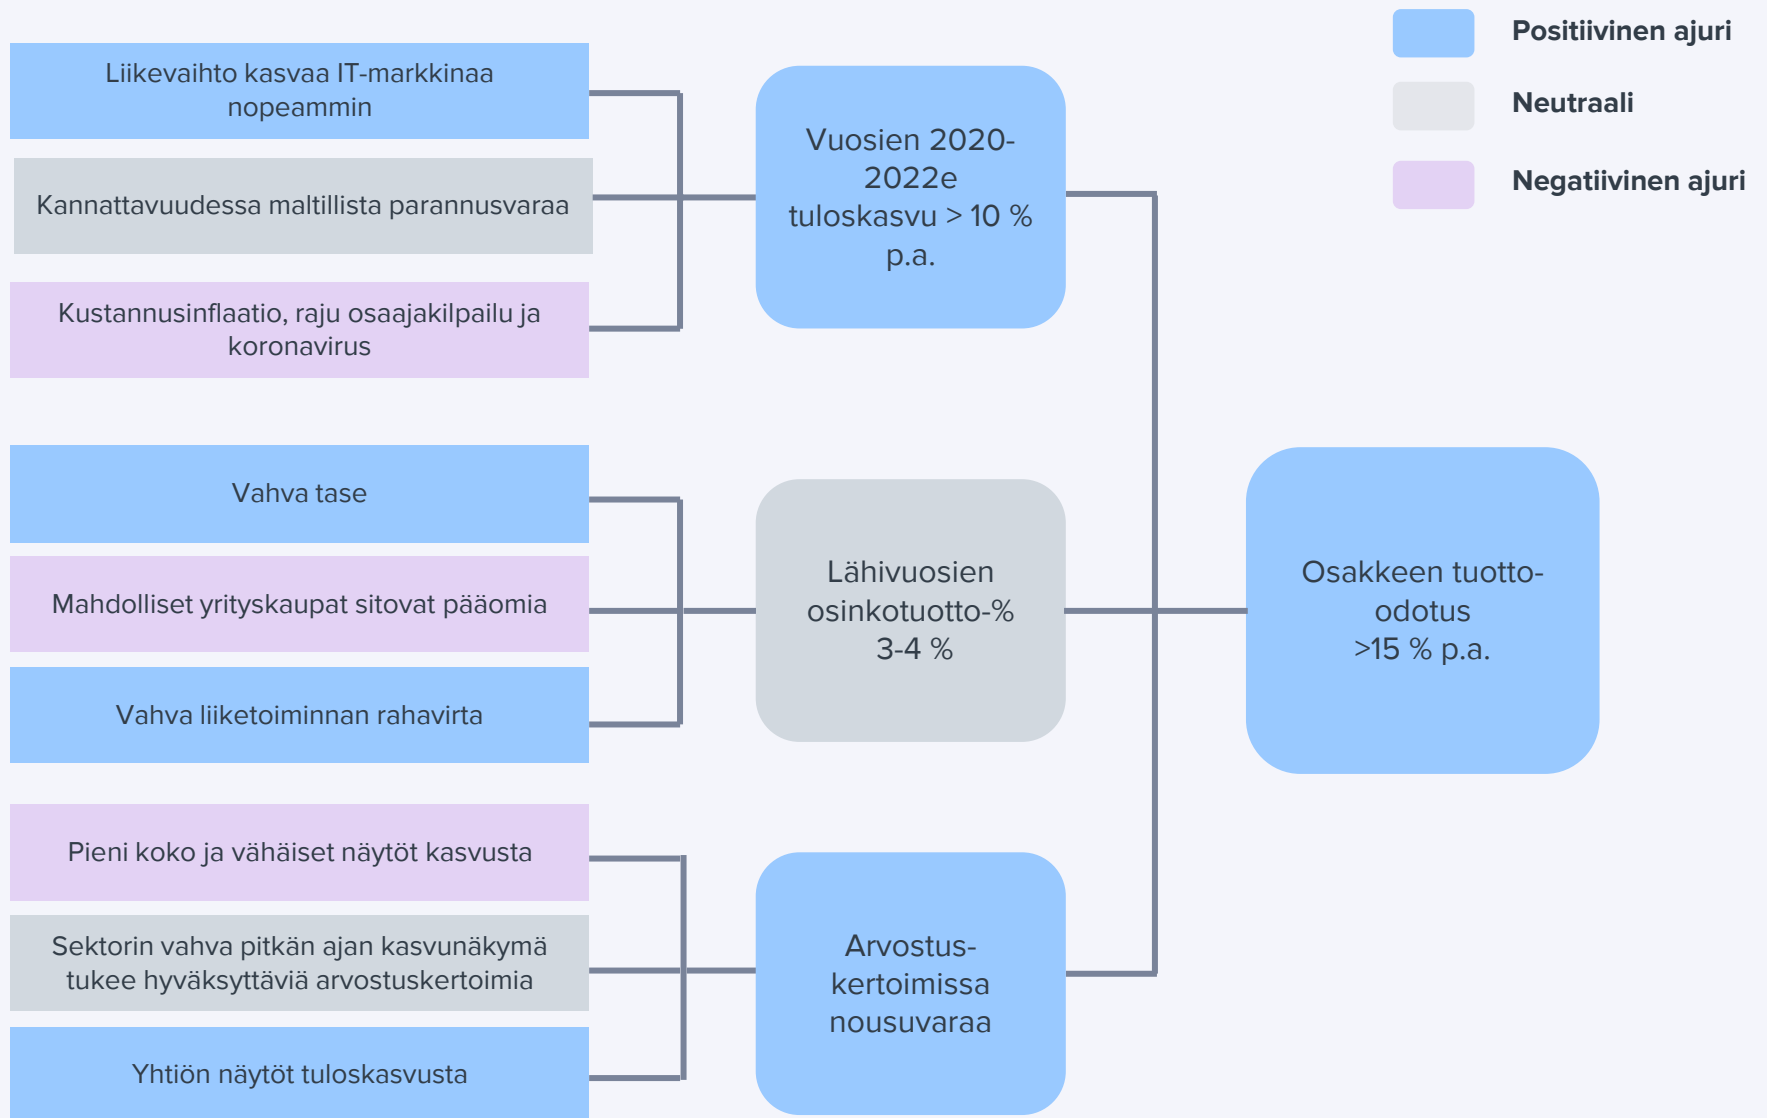 Positiivinen ajuri
Neutraali
Negatiivinen ajuri
Liikevaihto kasvaa IT-markkinaa
nopeammin
Kannattavuudessa maltillista parannusvaraa
Kustannusinflaatio, raju osaajakilpailu ja
koronavirus
Vuosien 2020-
2022e
tuloskasvu > 10 %
p.a.
Vahva tase
Mahdolliset yrityskaupat sitovat pääomia
Vahva liiketoiminnan rahavirta
Lähivuosien
osinkotuotto-%
3-4 %
Osakkeen tuotto-
odotus
>15 % p.a.
Pieni koko ja vähäiset näytöt kasvusta
Sektorin vahva pitkän ajan kasvunäkymä
tukee hyväksyttäviä arvostuskertoimia
Yhtiön näytöt tuloskasvusta
Arvostus-
kertoimissa
nousuvaraa